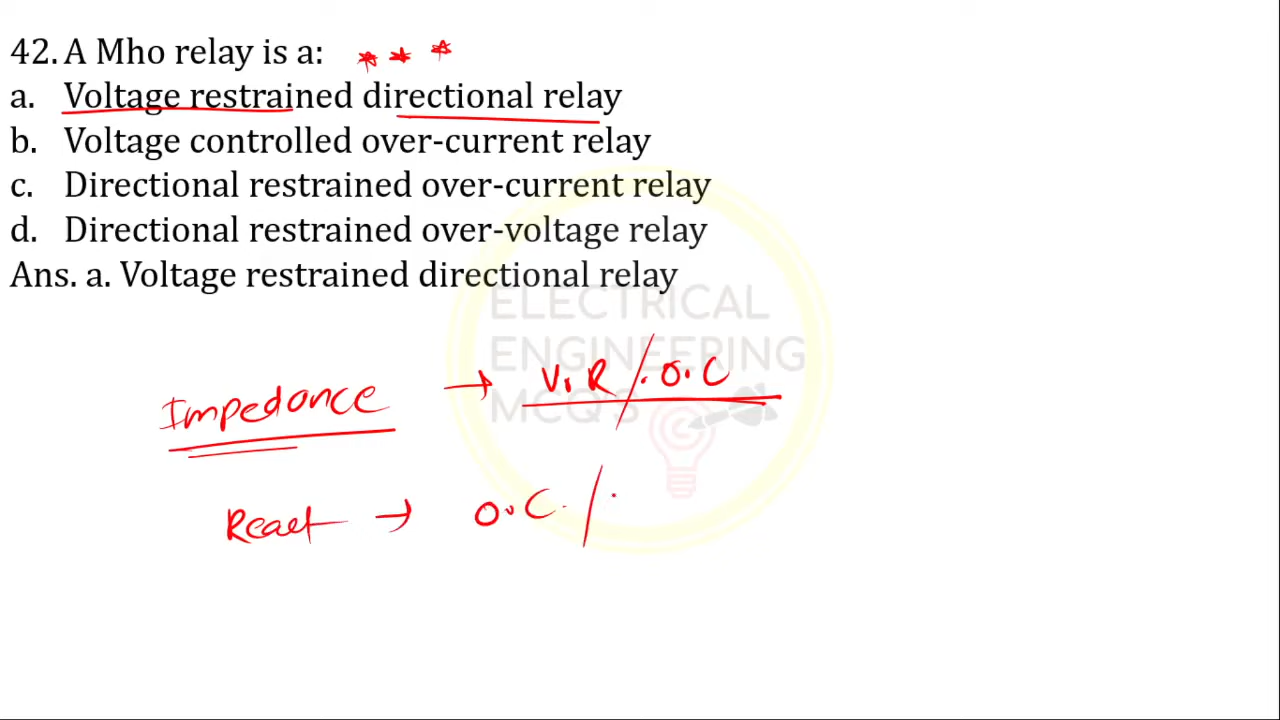 42. A Mho relay is a: ***
a. Voltage restrained directional relay
b. Voltage controlled over-current relay
c. Directional restrained over-current relay
d. Directional restrained over-voltage relay
Ans. a. Voltage restrained directional relay
ELECTRICAL
ENGINEERING
MCQ'S
Impedance → V.R / O.C
React → O.C. /